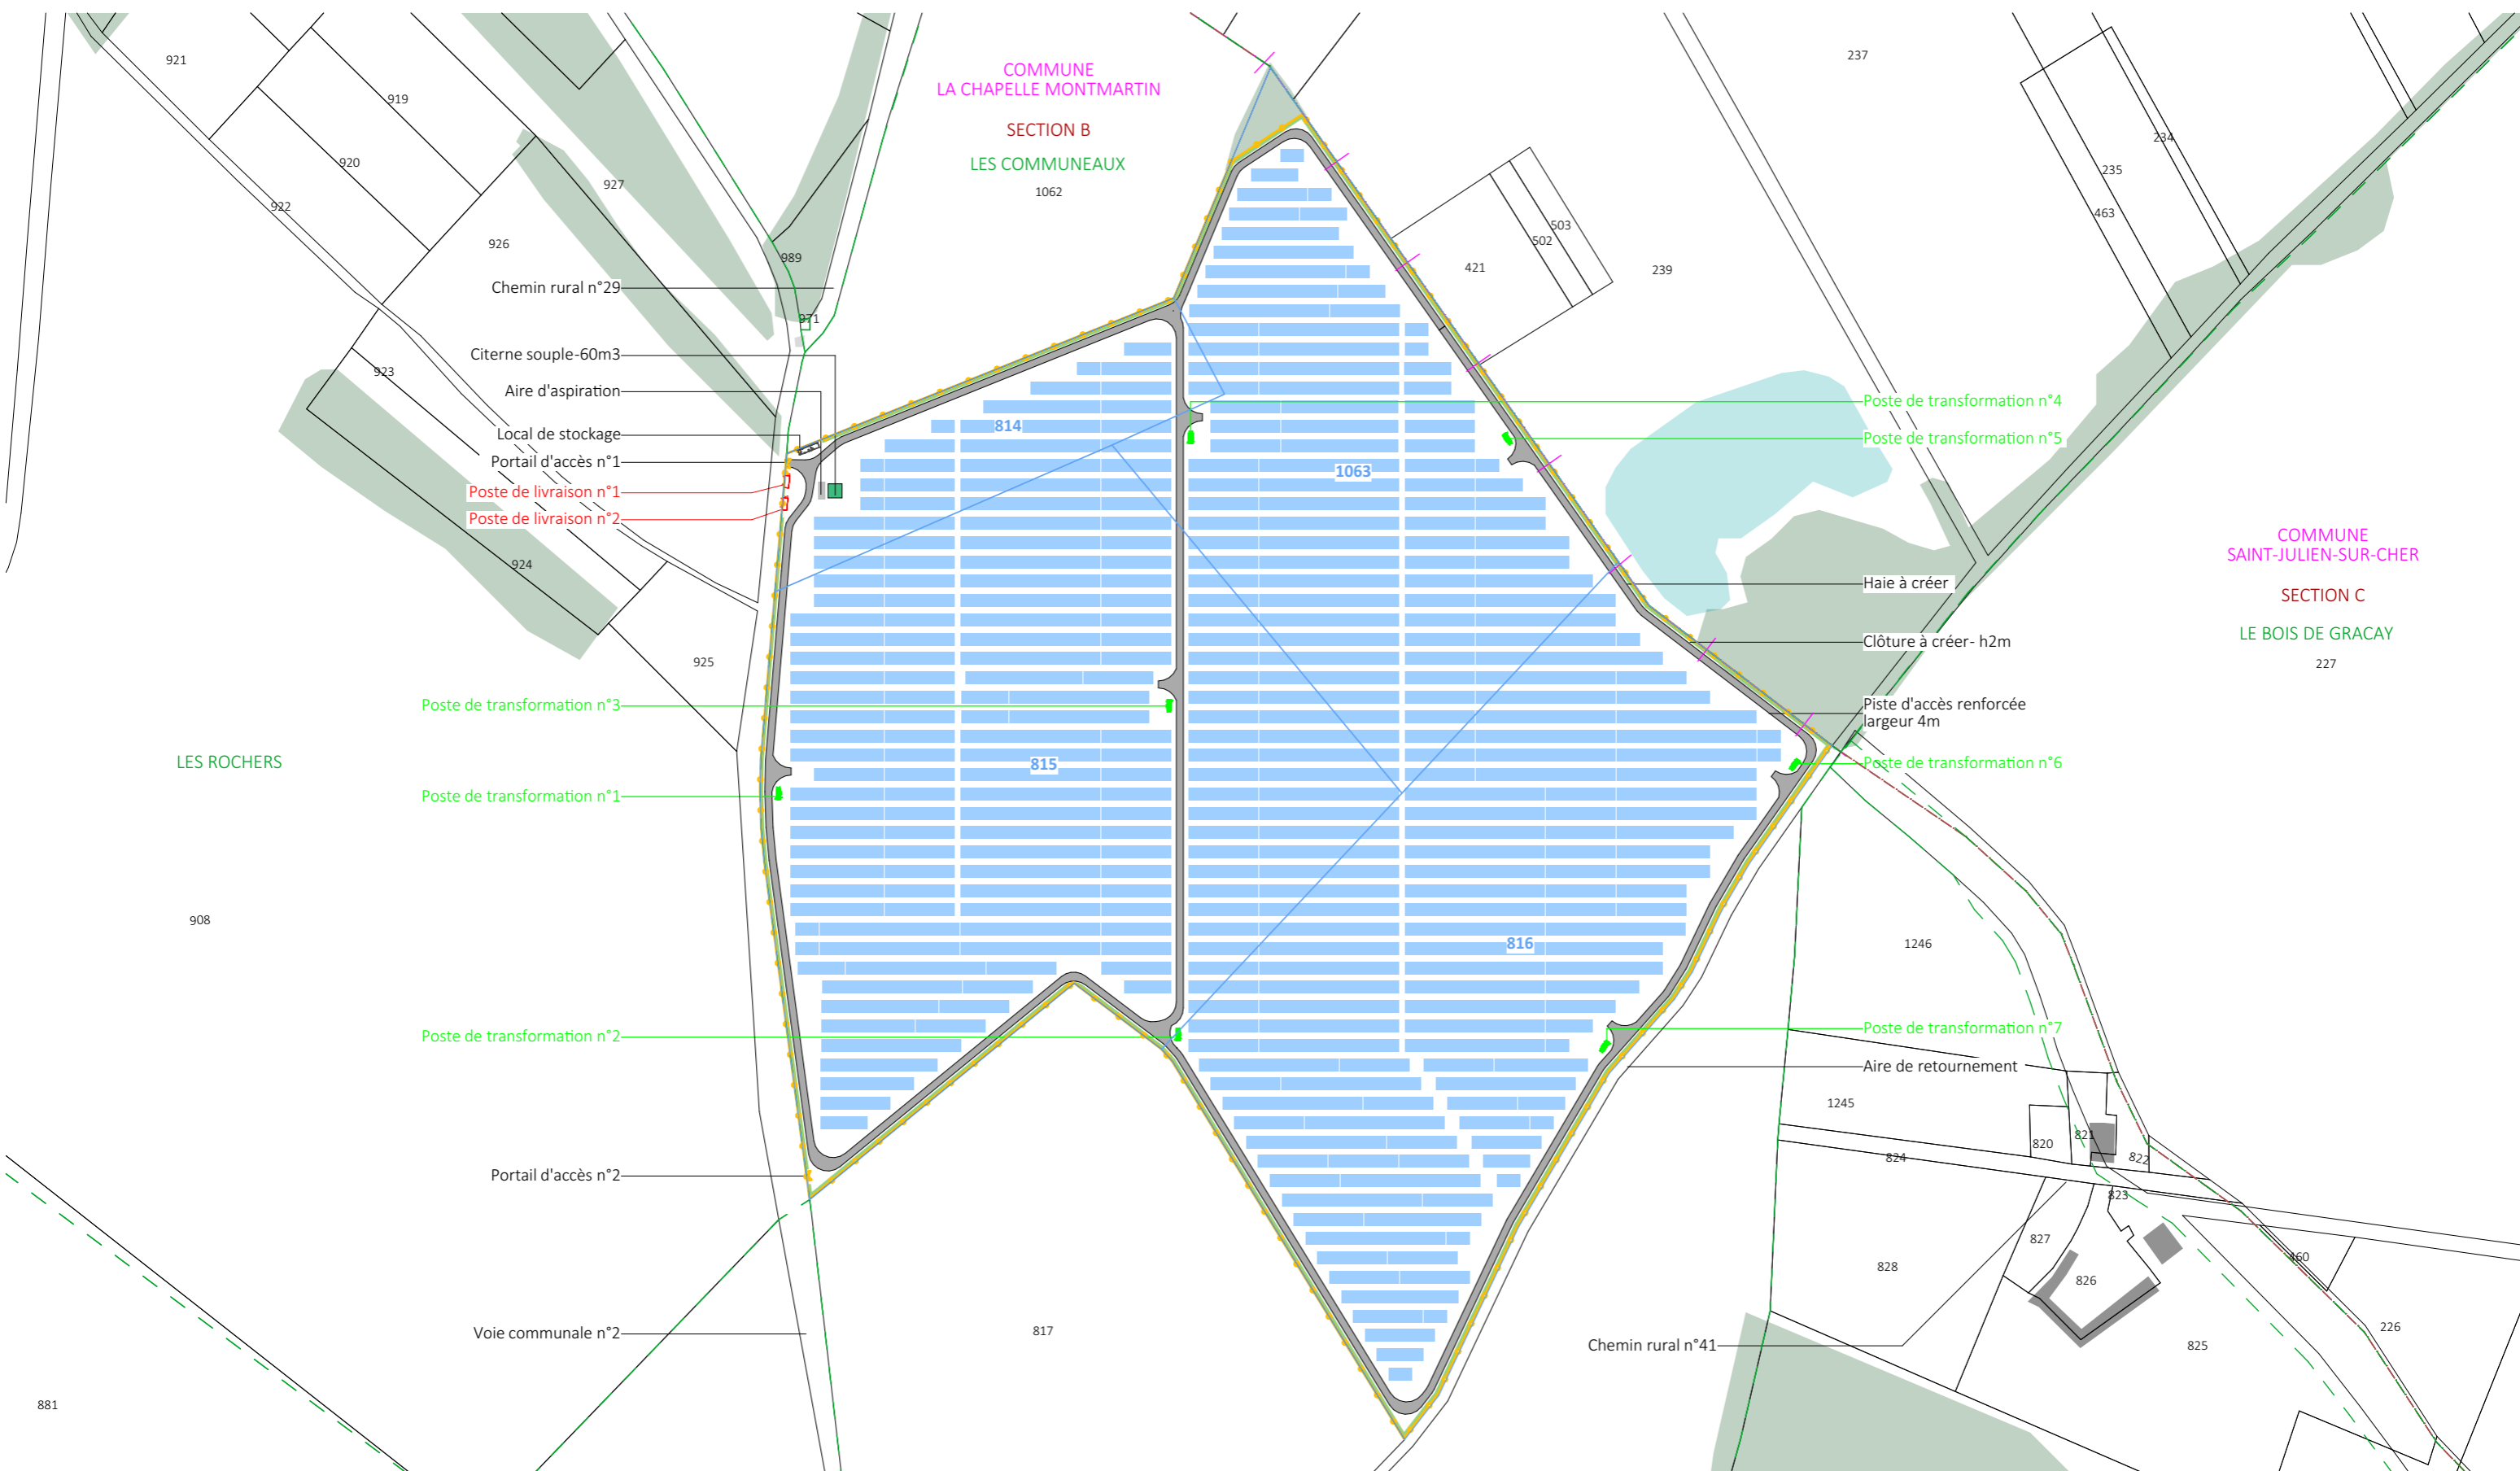 921
919
920
922
927
926
989
971
923
924
925
COMMUNE
LA CHAPELLE MONTMARTIN
SECTION B
LES COMMUNEAUX
1062
237
234
235
463
503
502
421
239
Chemin rural n°29
Citerne souple-60m3
Aire d'aspiration
Local de stockage
Portail d'accès n°1
Poste de livraison n°1
Poste de livraison n°2
814
1063
Poste de transformation n°4
Poste de transformation n°5
COMMUNE
SAINT-JULIEN-SUR-CHER
SECTION C
LE BOIS DE GRACAY
227
Haie à créer
Clôture à créer- h2m
Piste d'accès renforcée
largeur 4m
Poste de transformation n°6
Poste de transformation n°3
LES ROCHERS
815
Poste de transformation n°1
908
816
1246
Poste de transformation n°2
Poste de transformation n°7
Aire de retournement
1245
820
821
822
824
823
Portail d'accès n°2
827
826
828
460
Voie communale n°2
817
Chemin rural n°41
825
226
881